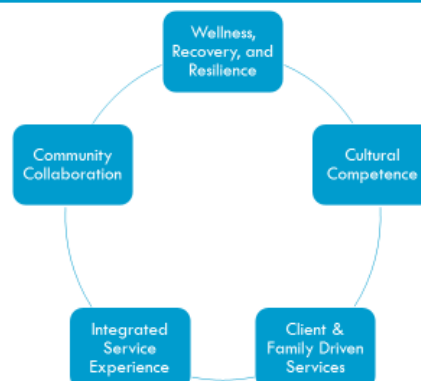 Wellness,
Recovery, and
Resilience
Community
Collaboration
Cultural
Competence
Integrated
Service
Experience
Client &
Family Driven
Services